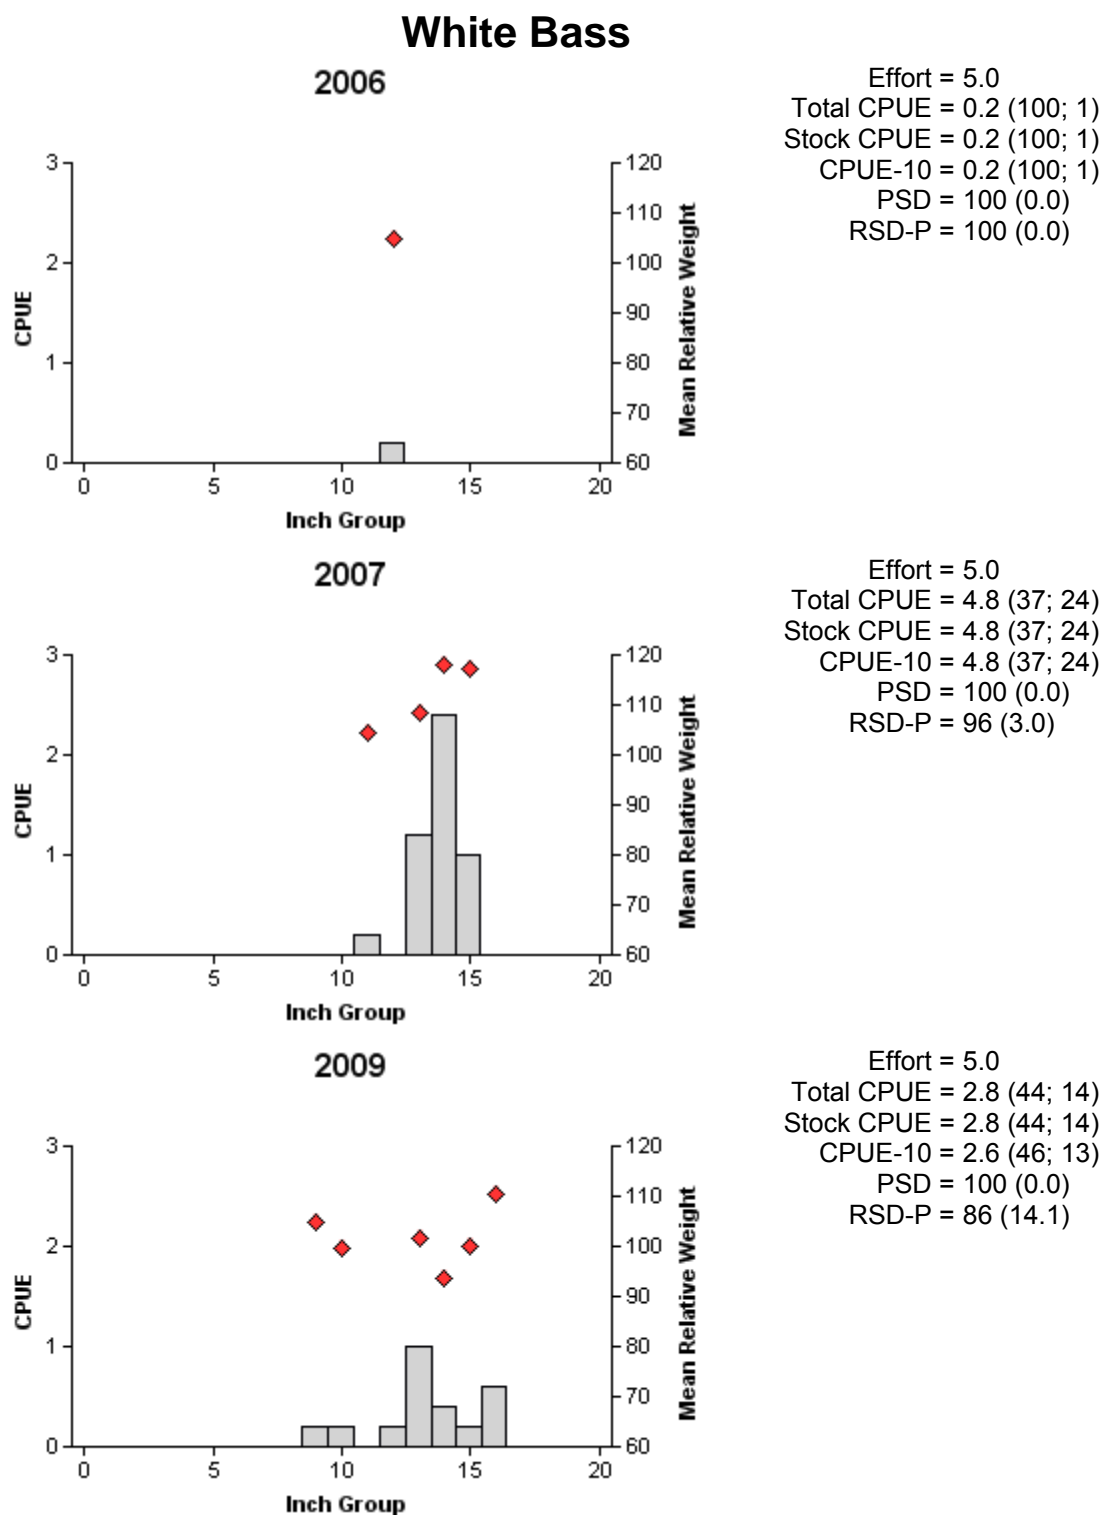 White Bass
2006
Effort = 5.0
Total CPUE = 0.2 (100; 1)
Stock CPUE = 0.2 (100; 1)
CPUE-10 = 0.2 (100; 1)
PSD = 100 (0.0)
RSD-P = 100 (0.0)
3
2
1
0
CPUE
120
110
100
90
80
70
60
Mean Relative Weight
0 5 10 15 20
Inch Group
2007
Effort = 5.0
Total CPUE = 4.8 (37; 24)
Stock CPUE = 4.8 (37; 24)
CPUE-10 = 4.8 (37; 24)
PSD = 100 (0.0)
RSD-P = 96 (3.0)
3
2
1
0
CPUE
120
110
100
90
80
70
60
Mean Relative Weight
0 5 10 15 20
Inch Group
2009
Effort = 5.0
Total CPUE = 2.8 (44; 14)
Stock CPUE = 2.8 (44; 14)
CPUE-10 = 2.6 (46; 13)
PSD = 100 (0.0)
RSD-P = 86 (14.1)
3
2
1
0
CPUE
120
110
100
90
80
70
60
Mean Relative Weight
0 5 10 15 20
Inch Group